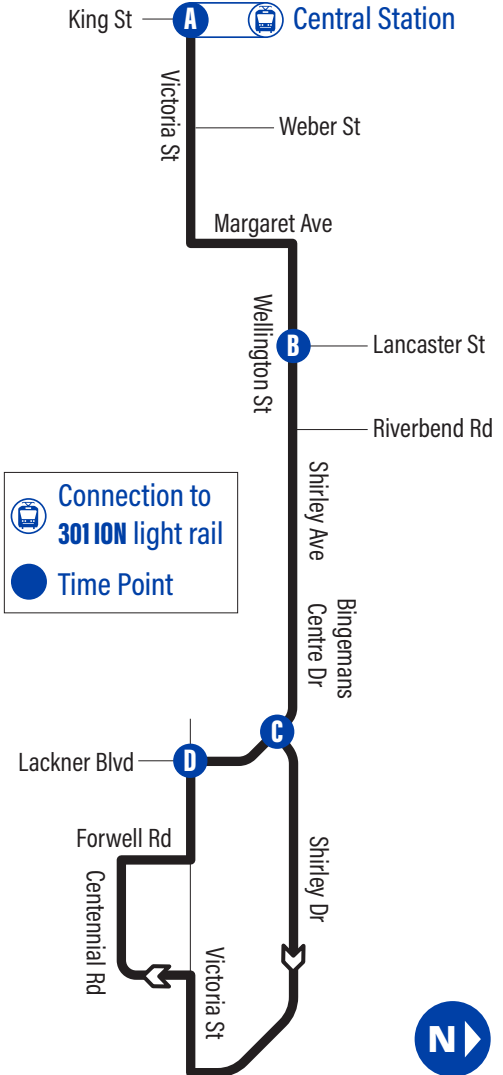 King St
A
Central Station
Victoria St
Weber St
Margaret Ave
Wellington St
B
Lancaster St
Riverbend Rd
Connection to
301 ION light rail
Time Point
Shirley Ave
Bingemans
Centre Dr
C
D
Lackner Blvd
Forwell Rd
Centennial Rd
Shirley Dr
Victoria St
N